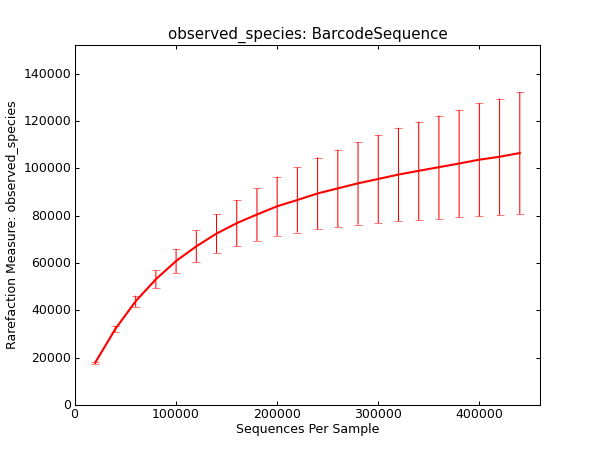 observed_species: BarcodeSequence
140000
120000
100000
80000
60000
40000
20000
0
Rarefaction Measure: observed_species
0 100000 200000 300000 400000
Sequences Per Sample